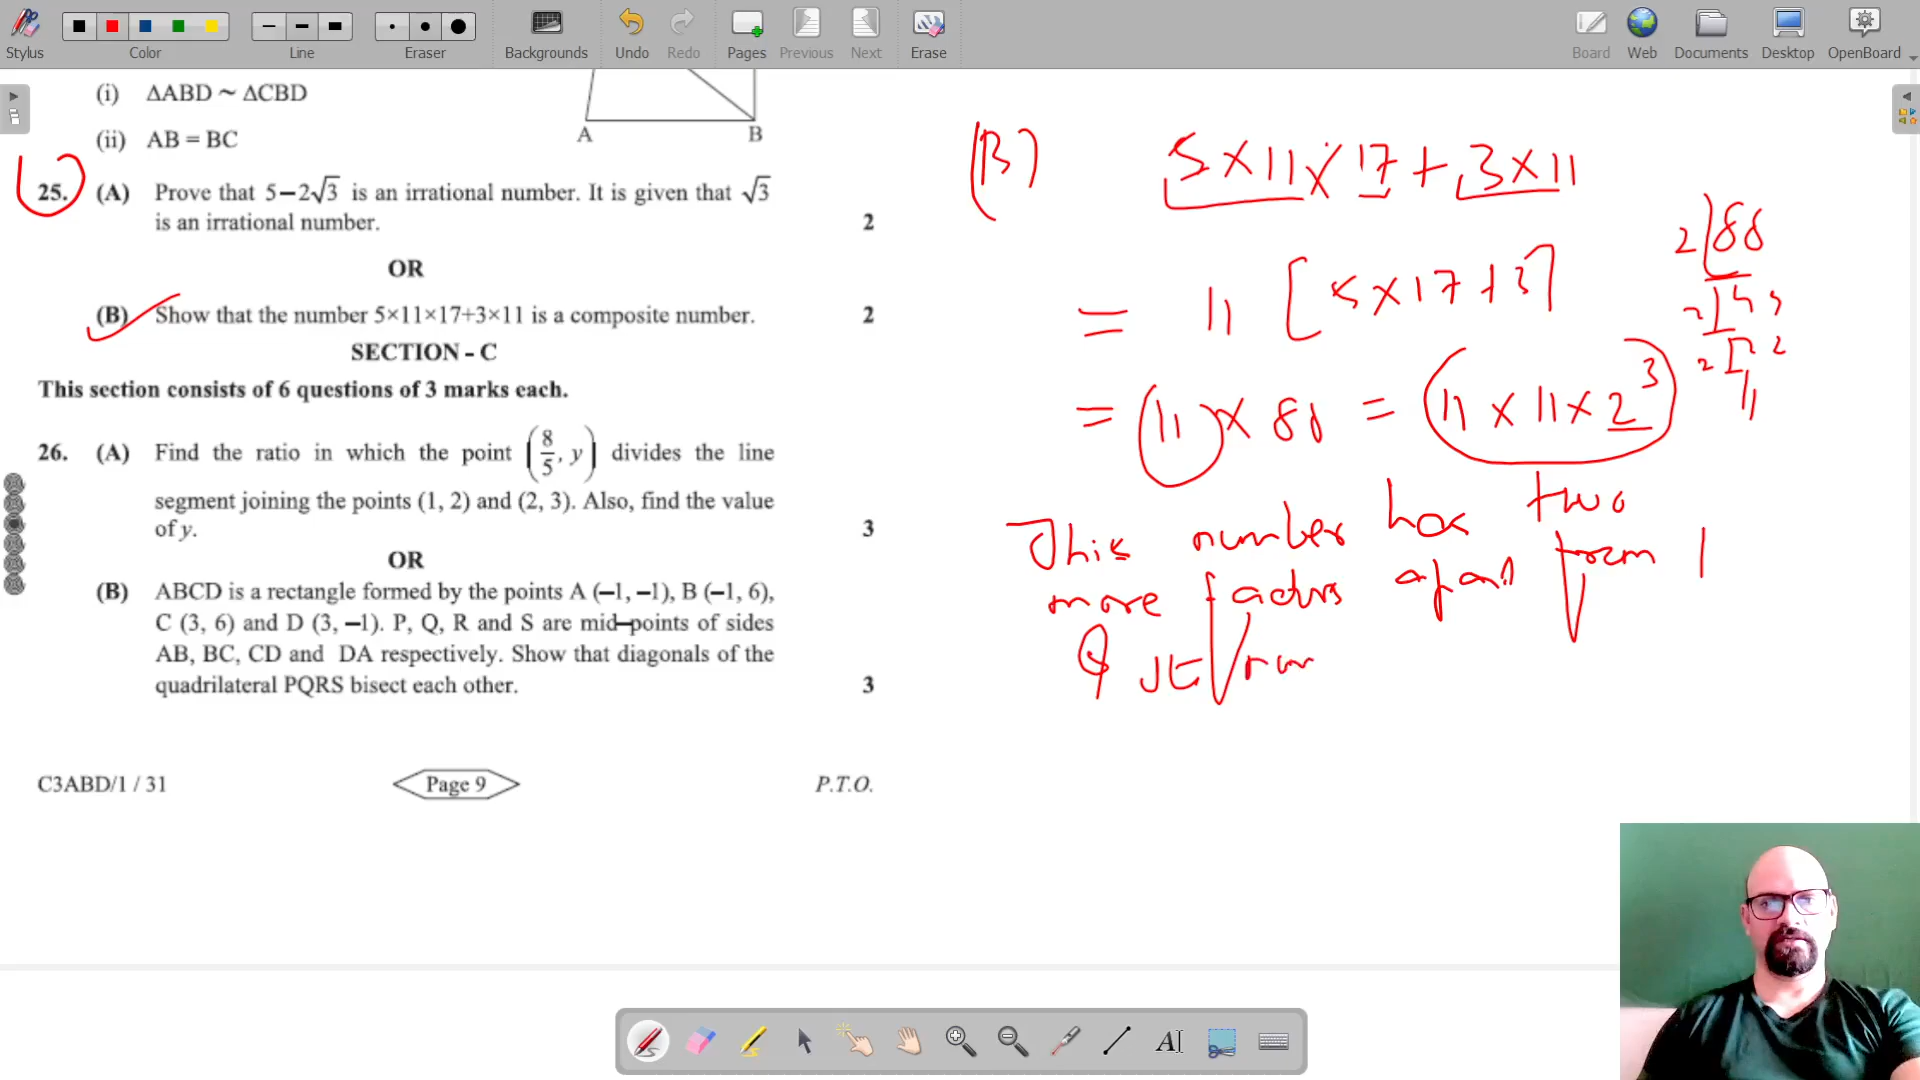 Stylus
Color
Line
Eraser
Backgrounds
Undo
Redo
Pages
Previous
Next
Erase
Board
Web
Documents
Desktop
OpenBoard
(i) ΔABD ~ ΔCBD
(ii) AB = BC
A B
25. (A) Prove that 5−2√3 is an irrational number. It is given that √3
is an irrational number. 2
OR
(B) Show that the number 5×11×17+3×11 is a composite number. 2
SECTION - C
This section consists of 6 questions of 3 marks each.
26. (A) Find the ratio in which the point (8/5, y) divides the line
segment joining the points (1, 2) and (2, 3). Also, find the value
of y. 3
OR
(B) ABCD is a rectangle formed by the points A (−1, −1), B (−1, 6),
C (3, 6) and D (3, −1). P, Q, R and S are mid-points of sides
AB, BC, CD and DA respectively. Show that diagonals of the
quadrilateral PQRS bisect each other. 3
C3ABD/1 / 31 Page 9 P.T.O.
(B) 5×11×17+3×11
= 11 [5×17+3]
= 11 × 88 = 11 × 11 × 2³
2 88
2 44
2 22
11
This number has two
more factors apart from 1